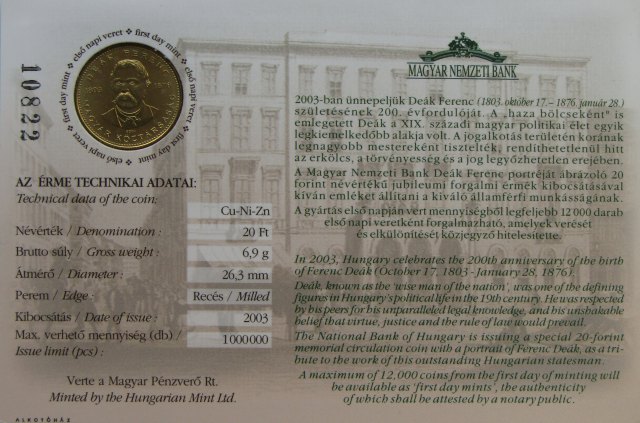 10822
első napi veret • first day mint • első napi veret • first day mint • első napi veret • first day mint
DEÁK FERENC
MAGYAR KÖZTÁRSASÁG
AZ ÉRME TECHNIKAI ADATAI:
Technical data of the coin:
Cu-Ni-Zn
Névérték / Denomination : 20 Ft
Brutto súly / Gross weight : 6,9 g
Átmérő / Diameter : 26,3 mm
Perem / Edge : Recés / Milled
Kibocsátás / Date of issue : 2003
Max. verhető mennyiség (db) /
Issue limit (pcs) : 1000000
Verte a Magyar Pénzverő Rt.
Minted by the Hungarian Mint Ltd.
ALKOTÓHÁZ
MAGYAR NEMZETI BANK
2003-ban ünnepeljük Deák Ferenc (1803. október 17. – 1876. január 28.)
születésének 200. évfordulóját. A „haza bölcseként" is
emlegetett Deák a XIX. századi magyar politikai élet egyik
legkiemelkedőbb alakja volt. A jogalkotás területén korának
legnagyobb mestereként tisztelték, rendíthetetlenül hitt
az erkölcs, a törvényesség és a jog legyőzhetetlen erejében.
A Magyar Nemzeti Bank Deák Ferenc portréját ábrázoló 20
forint névértékű jubileumi forgalmi érmék kibocsátásával
kíván emléket állítani a kiváló államférfi munkásságának.
A gyártás első napján vert mennyiségből legfeljebb 12 000 darab
első napi veretként forgalmazható, amelyek verését
és elkülönítését közjegyző hitelesítette.
In 2003, Hungary celebrates the 200th anniversary of the birth
of Ferenc Deák (October 17, 1803 - January 28, 1876).
Deák, known as the 'wise man of the nation', was one of the defining
figures in Hungary's political life in the 19th century. He was respected
by his peers for his unparalleled legal knowledge, and his unshakable
belief that virtue, justice and the rule of law would prevail.
The National Bank of Hungary is issuing a special 20-forint
memorial circulation coin with a portrait of Ferenc Deák, as a tri-
bute to the work of this outstanding Hungarian statesman.
A maximum of 12,000 coins from the first day of minting will
be available as 'first day mints', the authenticity
of which shall be attested by a notary public.